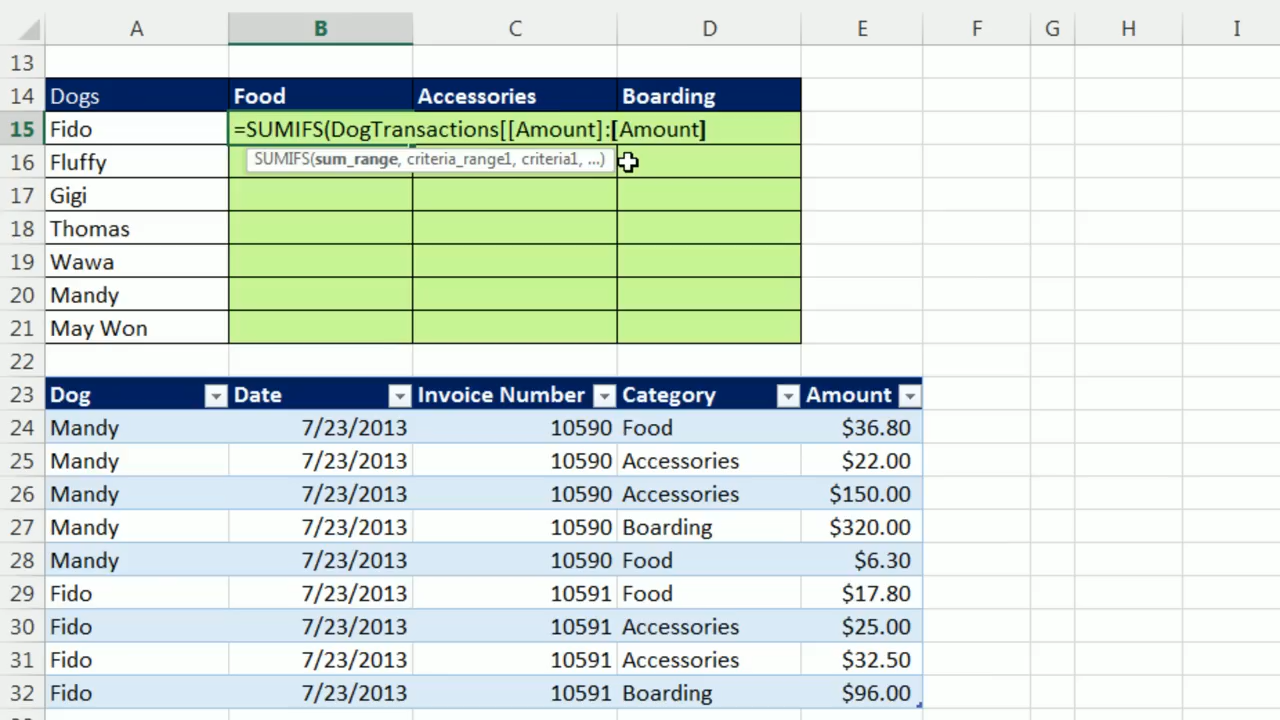 A B C D E F G H I
13
14 Dogs Food Accessories Boarding
15 Fido =SUMIFS(DogTransactions[[Amount]:[Amount]
16 Fluffy SUMIFS(sum_range, criteria_range1, criteria1, ...)
17 Gigi
18 Thomas
19 Wawa
20 Mandy
21 May Won
22
23 Dog Date Invoice Number Category Amount
24 Mandy 7/23/2013 10590 Food $36.80
25 Mandy 7/23/2013 10590 Accessories $22.00
26 Mandy 7/23/2013 10590 Accessories $150.00
27 Mandy 7/23/2013 10590 Boarding $320.00
28 Mandy 7/23/2013 10590 Food $6.30
29 Fido 7/23/2013 10591 Food $17.80
30 Fido 7/23/2013 10591 Accessories $25.00
31 Fido 7/23/2013 10591 Accessories $32.50
32 Fido 7/23/2013 10591 Boarding $96.00